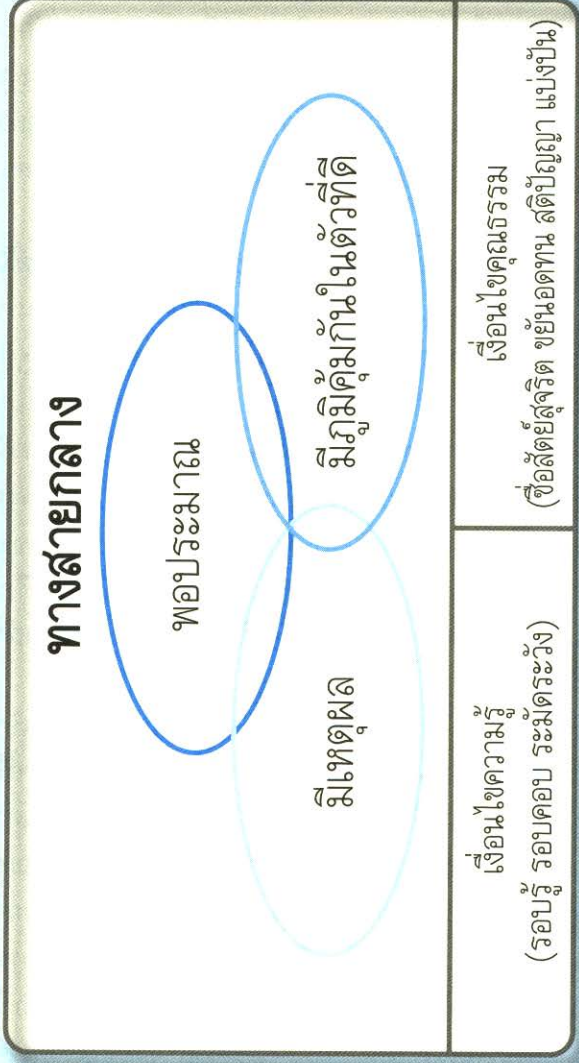 ทางสายกลาง
พอประมาณ
มีเหตุผล
มีภูมิคุ้มกันในตัวที่ดี
เงื่อนไขความรู้
(รอบรู้ รอบคอบ ระมัดระวัง)
เงื่อนไขคุณธรรม
(ซื่อสัตย์สุจริต ขยันอดทน สติปัญญา แบ่งปัน)